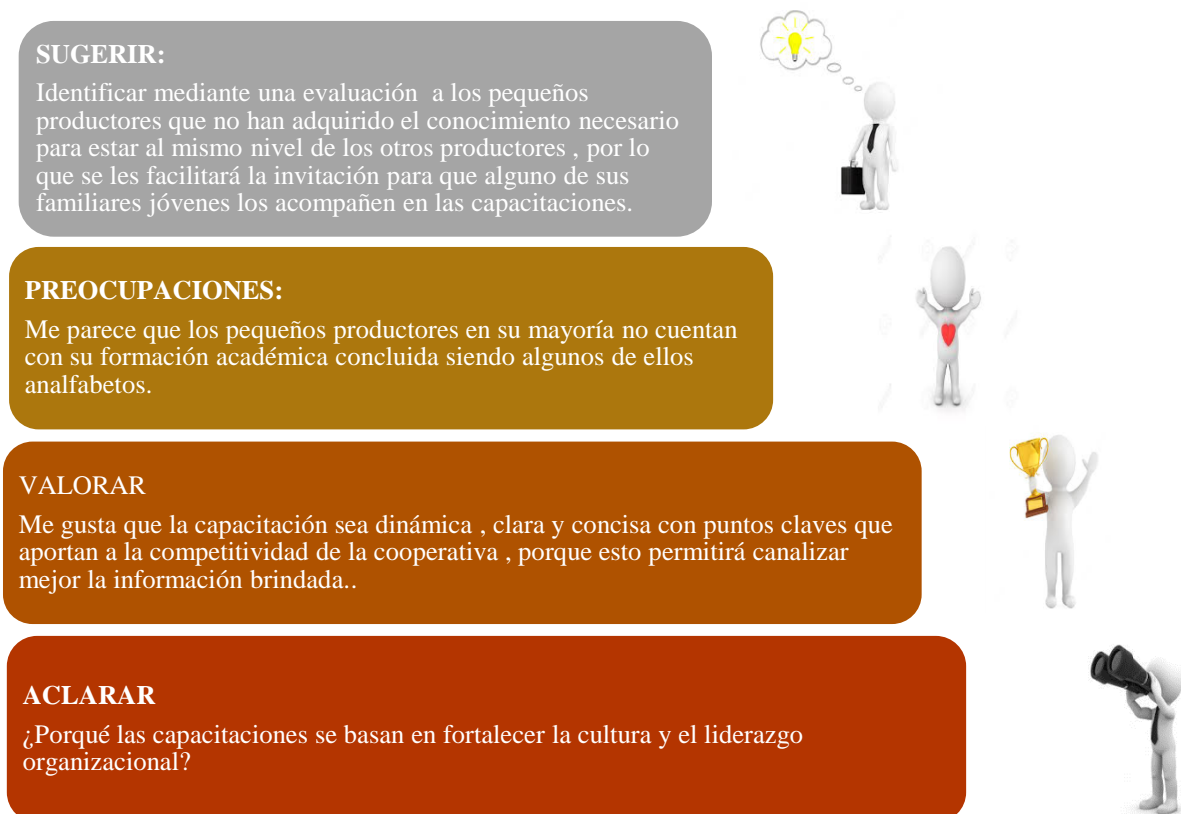 SUGERIR:
Identificar mediante una evaluación  a los pequeños
productores que no han adquirido el conocimiento necesario
para estar al mismo nivel de los otros productores , por lo
que se les facilitará la invitación para que alguno de sus
familiares jóvenes los acompañen en las capacitaciones.
PREOCUPACIONES:
Me parece que los pequeños productores en su mayoría no cuentan
con su formación académica concluida siendo algunos de ellos
analfabetos.
VALORAR
Me gusta que la capacitación sea dinámica , clara y concisa con puntos claves que
aportan a la competitividad de la cooperativa , porque esto permitirá canalizar
mejor la información brindada..
ACLARAR
¿Porqué las capacitaciones se basan en fortalecer la cultura y el liderazgo
organizacional?